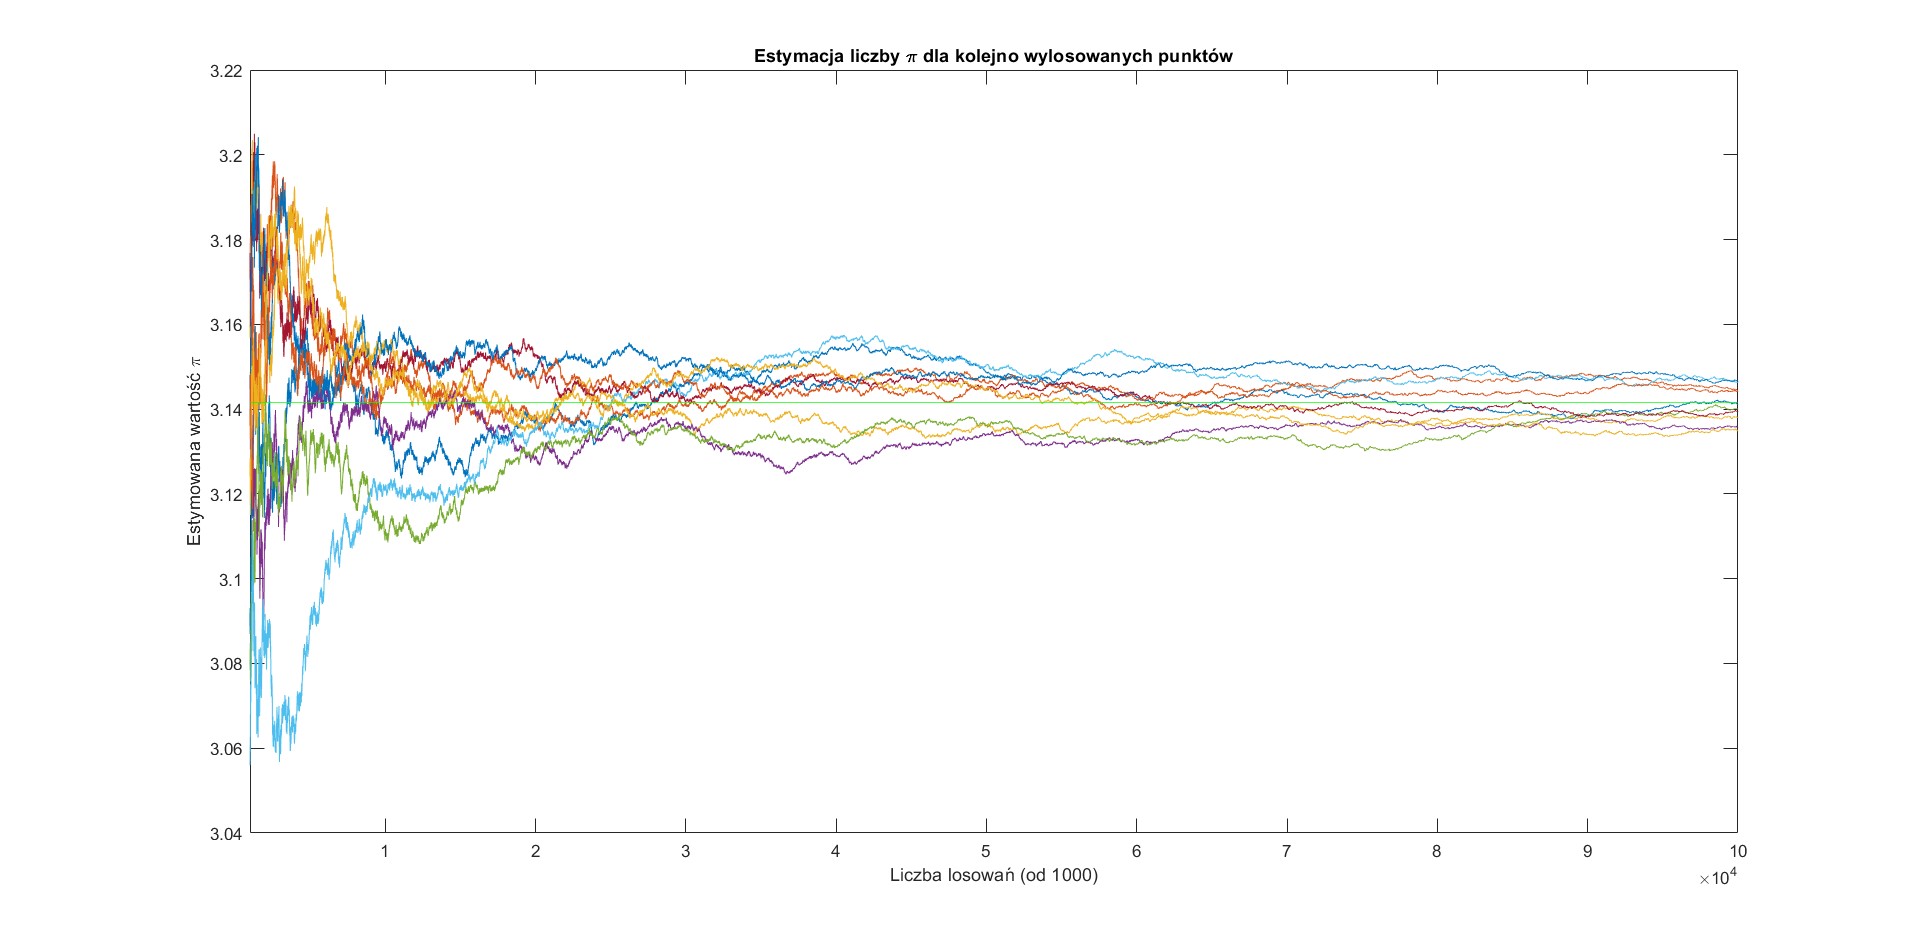 Estymacja liczby π dla kolejno wylosowanych punktów
3.22
3.2
3.18
3.16
3.14
3.12
3.1
3.08
3.06
3.04
Estymowana wartość π
1 2 3 4 5 6 7 8 9 10
Liczba losowań (od 1000)
×10⁴